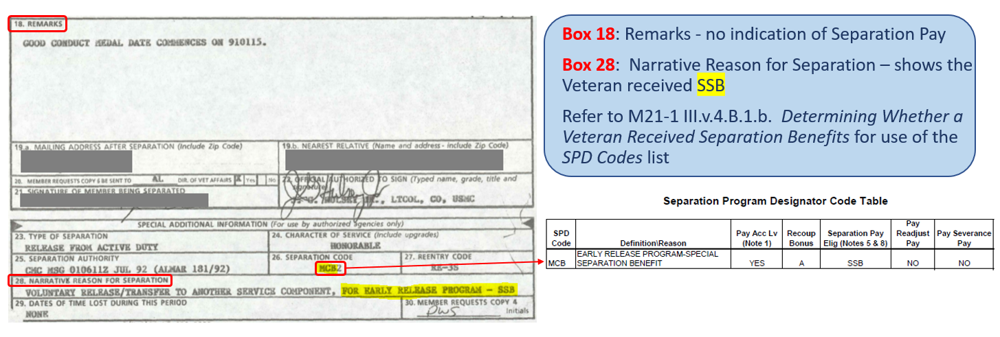 18. REMARKS
GOOD CONDUCT MEDAL DATE COMMENCES ON 910115.
19.a. MAILING ADDRESS AFTER SEPARATION (Include Zip Code)
19.b. NEAREST RELATIVE (Name and address - include Zip Code)
20. MEMBER REQUESTS COPY 6 BE SENT TO AL DIR. OF VET AFFAIRS X Yes No
22. OFFICIAL AUTHORIZED TO SIGN (Typed name, grade, title and
signature)
21. SIGNATURE OF MEMBER BEING SEPARATED
LTCOL, CO, USMC
SPECIAL ADDITIONAL INFORMATION (For use by authorized agencies only)
23. TYPE OF SEPARATION
RELEASE FROM ACTIVE DUTY
24. CHARACTER OF SERVICE (Include upgrades)
HONORABLE
25. SEPARATION AUTHORITY
CMC MSG 010611Z JUL 92 (ALMAR 181/92)
26. SEPARATION CODE
MCB2
27. REENTRY CODE
RE-3S
28. NARRATIVE REASON FOR SEPARATION
VOLUNTARY RELEASE/TRANSFER TO ANOTHER SERVICE COMPONENT, FOR EARLY RELEASE PROGRAM - SSB
29. DATES OF TIME LOST DURING THIS PERIOD
NONE
30. MEMBER REQUESTS COPY 4
Initials
Box 18: Remarks - no indication of Separation Pay
Box 28: Narrative Reason for Separation – shows the
Veteran received SSB
Refer to M21-1 III.v.4.B.1.b. Determining Whether a
Veteran Received Separation Benefits for use of the
SPD Codes list
Separation Program Designator Code Table
SPD Code Definition\Reason Pay Acc Lv (Note 1) Recoup Bonus Separation Pay Elig (Notes 5 & 8) Pay Readjust Pay Pay Severance Pay
MCB EARLY RELEASE PROGRAM-SPECIAL SEPARATION BENEFIT YES A SSB NO NO